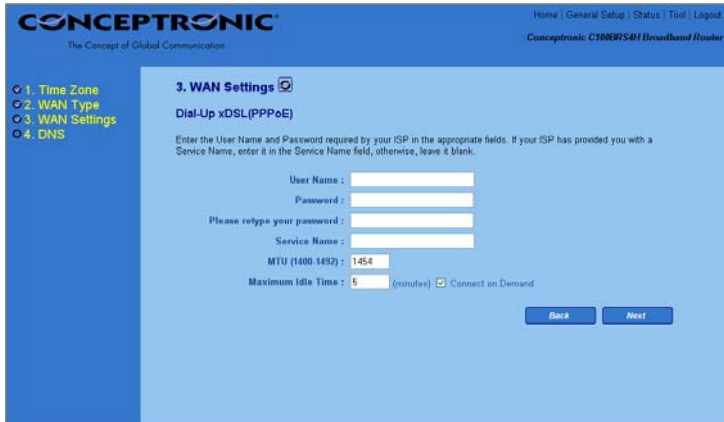 CONCEPTRONIC
The Concept of Global Communication
Home | General Setup | Status | Tool | Logout
Conceptronic C100BRS4H Broadband Router
1. Time Zone
2. WAN Type
3. WAN Settings
4. DNS
3. WAN Settings
Dial-Up xDSL(PPPoE)
Enter the User Name and Password required by your ISP in the appropriate fields. If your ISP has provided you with a
Service Name, enter it in the Service Name field, otherwise, leave it blank.
User Name :
Password :
Please retype your password :
Service Name :
MTU (1400-1492) : 1454
Maximum Idle Time : 5 (minutes) Connect on Demand
Back Next